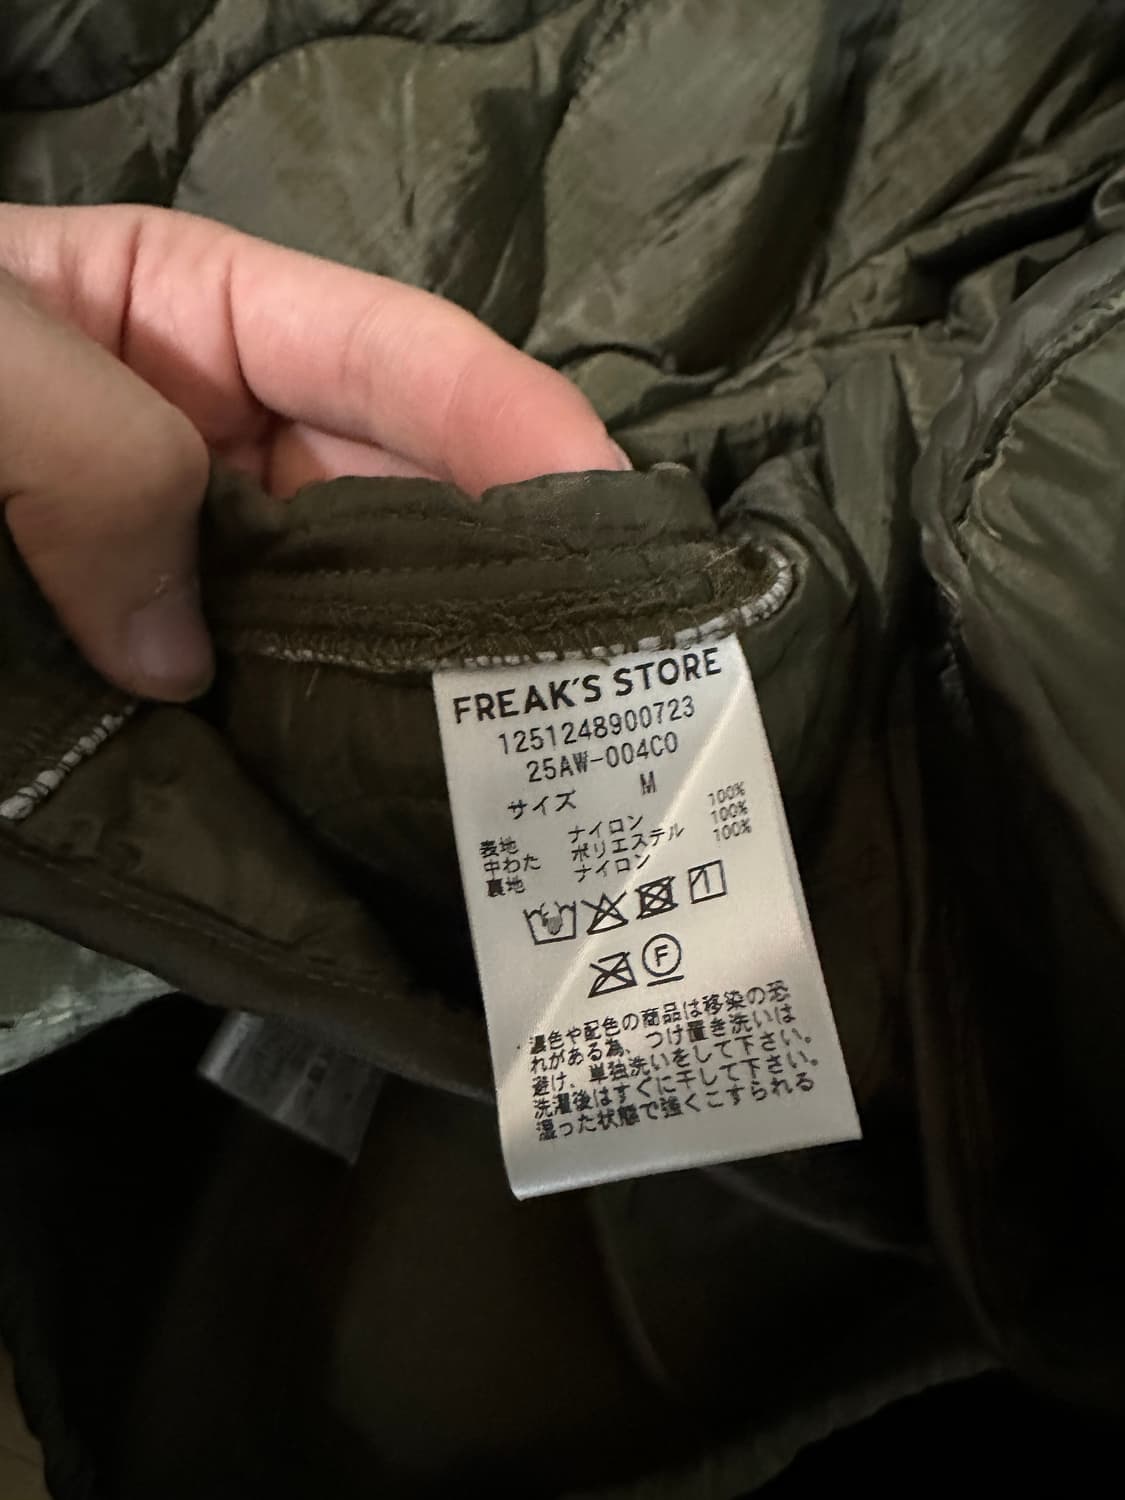 FREAK'S STORE
1251248900723
25AW-004CO
サイズ M
表地 ナイロン 100%
中わた ポリエステル 100%
裏地 ナイロン 100%
F
・濃色や配色の商品は移染の恐
れがある為、つけ置き洗いは
避け、単独洗いをして下さい。
洗濯後はすぐに干して下さい。
湿った状態で強くこすられる